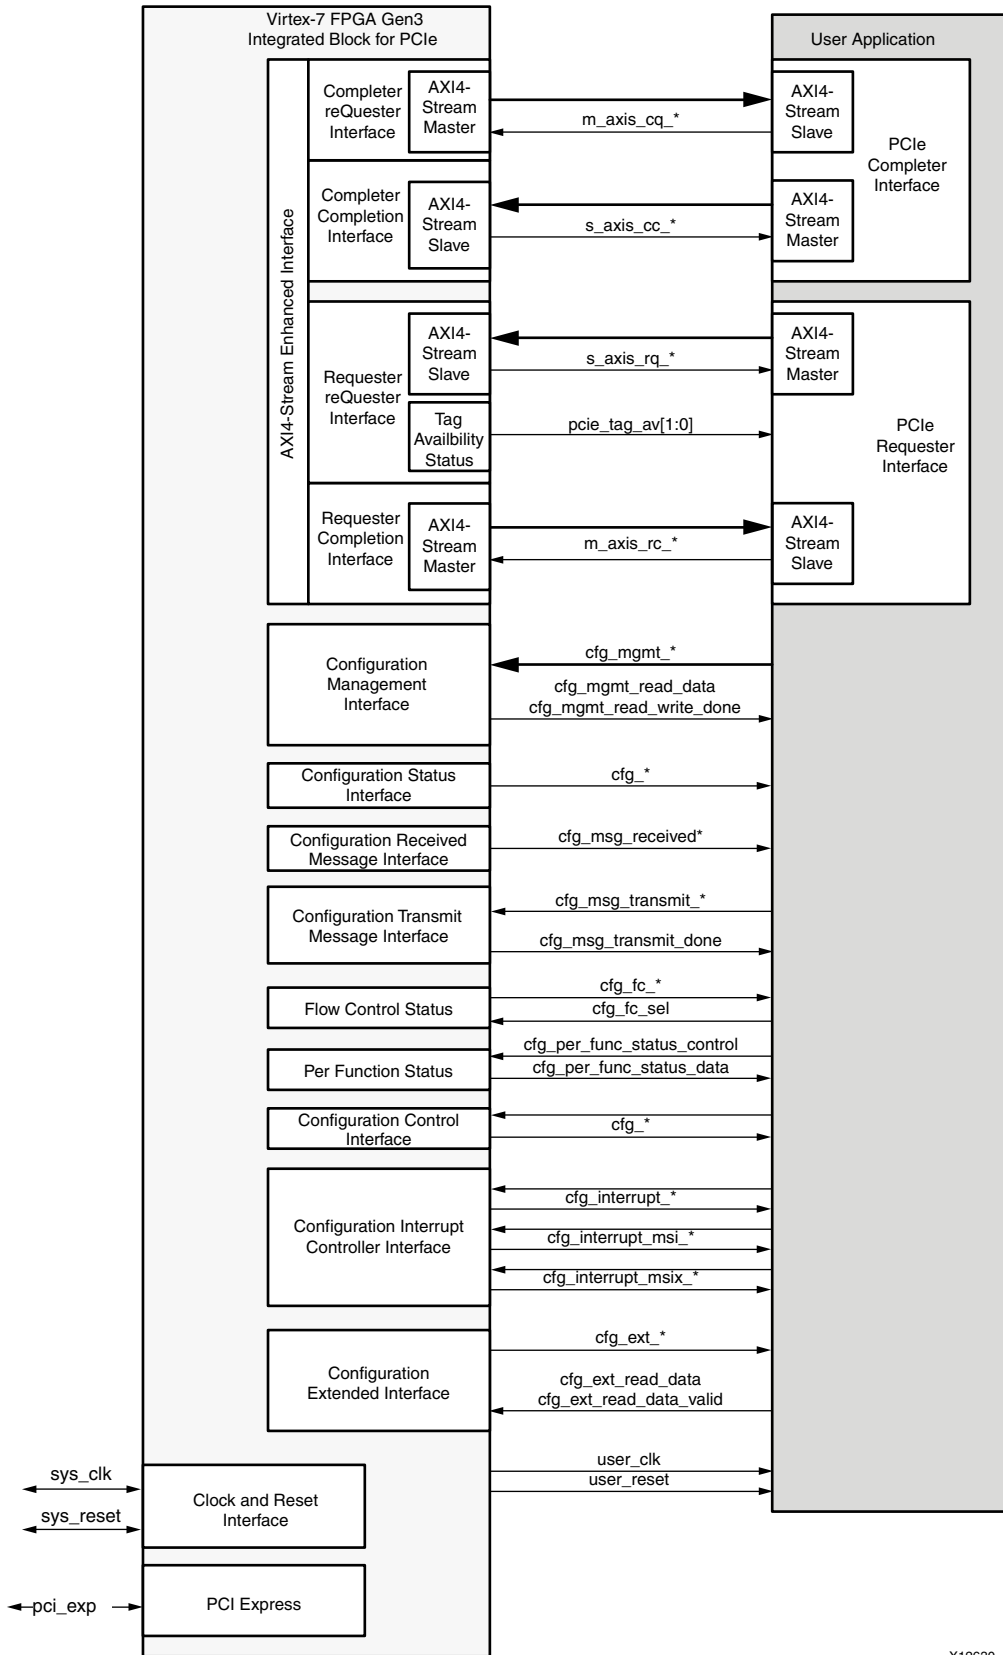 Virtex-7 FPGA Gen3
Integrated Block for PCIe
User Application
AXI4-Stream Enhanced Interface
Completer
reQuester
Interface
AXI4-
Stream
Master
m_axis_cq_*
AXI4-
Stream
Slave
PCIe
Completer
Interface
Completer
Completion
Interface
AXI4-
Stream
Slave
s_axis_cc_*
AXI4-
Stream
Master
Requester
reQuester
Interface
AXI4-
Stream
Slave
s_axis_rq_*
AXI4-
Stream
Master
Tag
Availbility
Status
pcie_tag_av[1:0]
PCIe
Requester
Interface
Requester
Completion
Interface
AXI4-
Stream
Master
m_axis_rc_*
AXI4-
Stream
Slave
Configuration
Management
Interface
cfg_mgmt_*
cfg_mgmt_read_data
cfg_mgmt_read_write_done
Configuration Status
Interface
cfg_*
Configuration Received
Message Interface
cfg_msg_received*
Configuration Transmit
Message Interface
cfg_msg_transmit_*
cfg_msg_transmit_done
Flow Control Status
cfg_fc_*
cfg_fc_sel
Per Function Status
cfg_per_func_status_control
cfg_per_func_status_data
Configuration Control
Interface
cfg_*
Configuration Interrupt
Controller Interface
cfg_interrupt_*
cfg_interrupt_msi_*
cfg_interrupt_msix_*
Configuration
Extended Interface
cfg_ext_*
cfg_ext_read_data
cfg_ext_read_data_valid
user_clk
user_reset
sys_clk
sys_reset
Clock and Reset
Interface
pci_exp
PCI Express